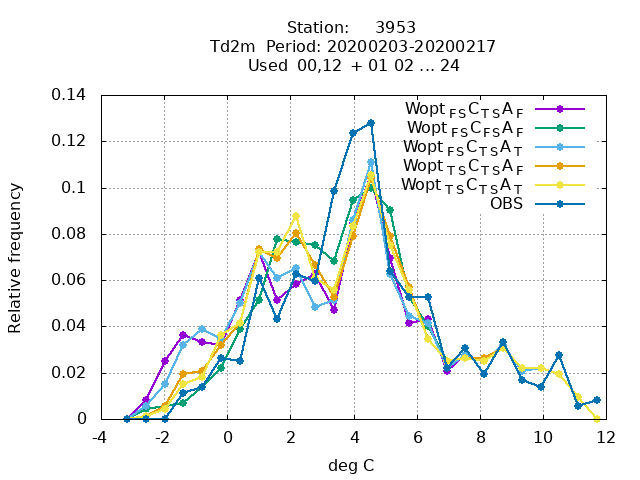 Station: 3953
Td2m Period: 20200203-20200217
Used 00,12 + 01 02 ... 24
0.14
0.12
0.1
0.08
0.06
0.04
0.02
0
Relative frequency
Wopt FS C TS A F
Wopt FS C FS A F
Wopt FS C TS A T
Wopt TS C TS A F
Wopt TS C TS A T
OBS
-4 -2 0 2 4 6 8 10 12
deg C